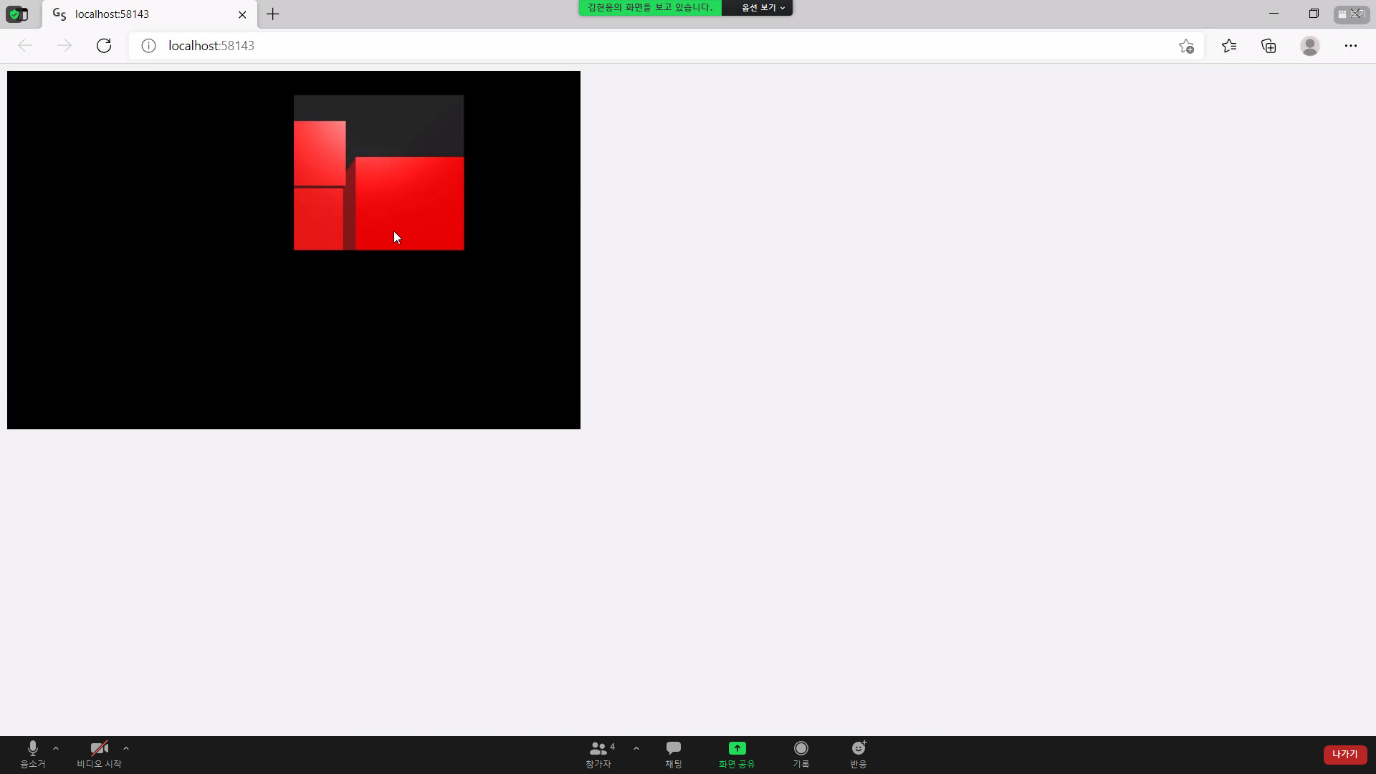 localhost:58143
김현용의 화면을 보고 있습니다.
옵션 보기
localhost:58143
음소거
비디오 시작
참가자
4
채팅
화면 공유
기록
반응
나가기